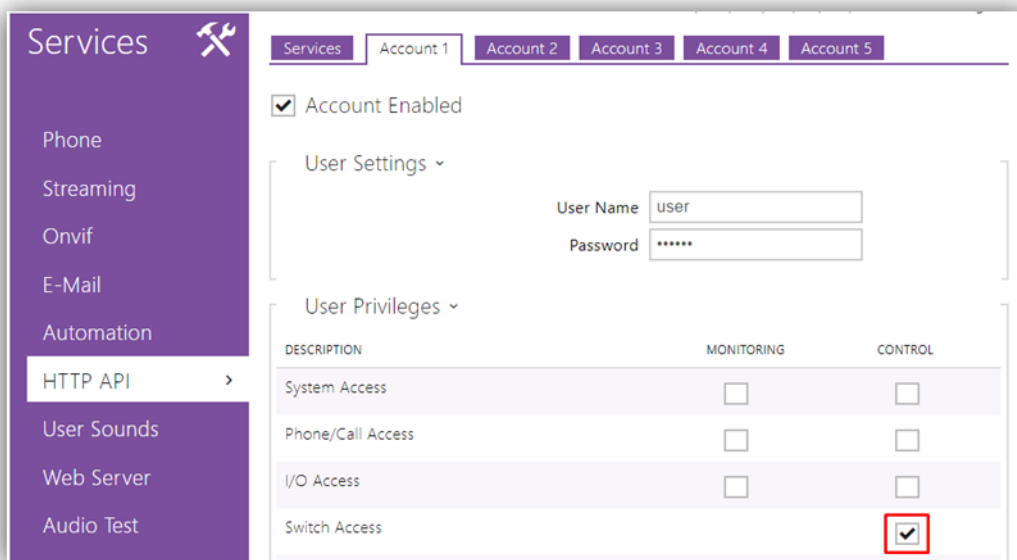 Services
Services Account 1 Account 2 Account 3 Account 4 Account 5
Account Enabled
Phone
Streaming
Onvif
E-Mail
Automation
HTTP API
User Sounds
Web Server
Audio Test
User Settings
User Name user
Password ••••••
User Privileges
DESCRIPTION MONITORING CONTROL
System Access
Phone/Call Access
I/O Access
Switch Access